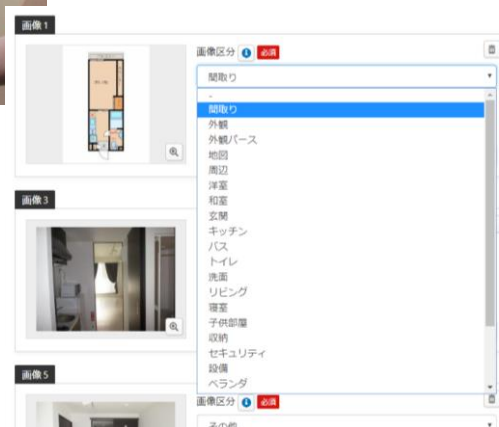 画像 1
画像区分 必須
間取り
-
間取り
外観
外観パース
地図
周辺
洋室
和室
玄関
キッチン
バス
トイレ
洗面
リビング
寝室
子供部屋
収納
セキュリティ
設備
ベランダ
画像 3
画像 5
画像区分 必須
その他